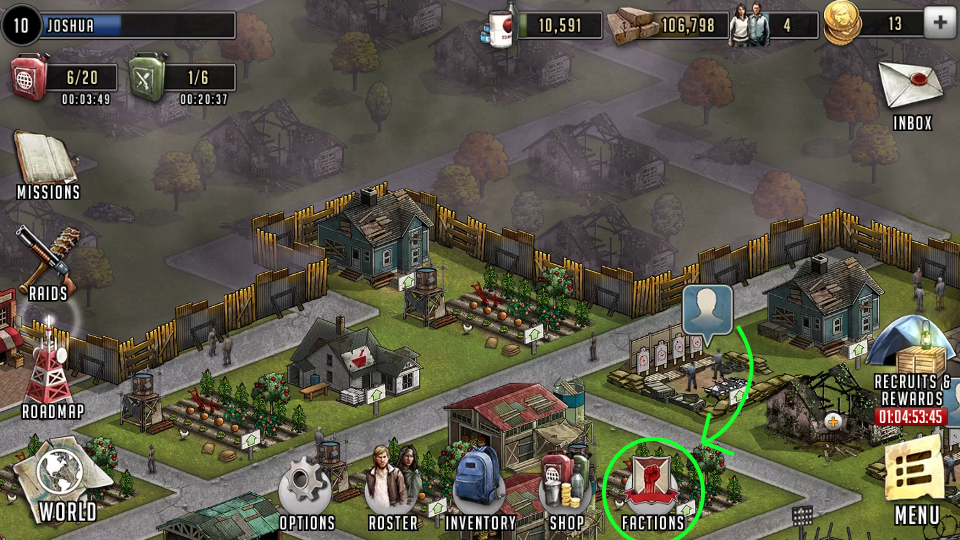 10 JOSHUA
10,591
106,798
4
13
6/20
1/6
00:03:49
00:20:37
INBOX
MISSIONS
RAIDS
ROADMAP
RECRUITS &
REWARDS
01:04:53:45
WORLD
OPTIONS
ROSTER
INVENTORY
SHOP
FACTIONS
MENU